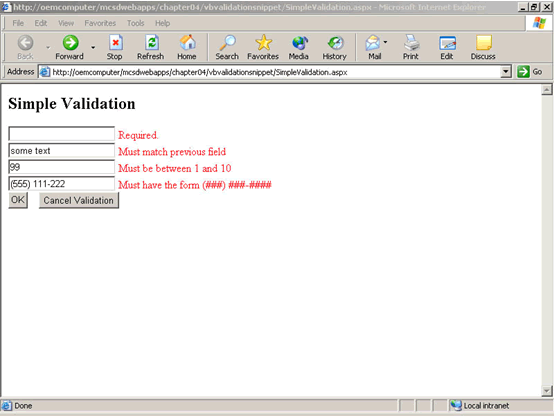 http://oemcomputer/mcsdwebapps/chapter04/vbvalidationsnippet/SimpleValidation.aspx - Microsoft Internet Explorer
File Edit View Favorites Tools Help
Back Forward Stop Refresh Home Search Favorites Media History Mail Print Edit Discuss
Address http://oemcomputer/mcsdwebapps/chapter04/vbvalidationsnippet/SimpleValidation.aspx Go
Simple Validation
Required.
some text Must match previous field
99 Must be between 1 and 10
(555) 111-222 Must have the form (###) ###-####
OK Cancel Validation
Done Local intranet